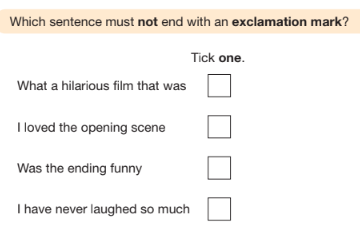 Which sentence must not end with an exclamation mark?
Tick one.
What a hilarious film that was
I loved the opening scene
Was the ending funny
I have never laughed so much